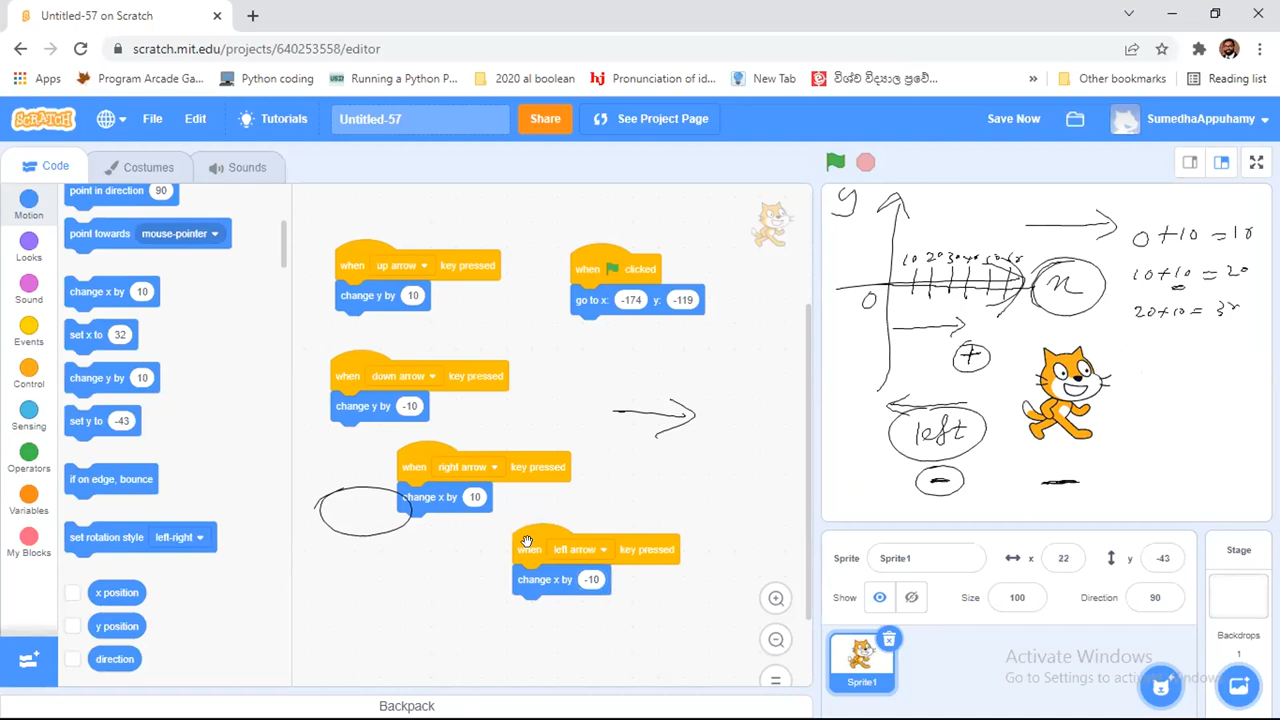 Untitled-57 on Scratch
scratch.mit.edu/projects/640253558/editor
Apps
Program Arcade Ga...
Python coding
Running a Python P...
2020 al boolean
Pronunciation of id...
New Tab
විශ්ව විද්‍යාල ප්‍රවේ...
Other bookmarks
Reading list
SCRATCH
File
Edit
Tutorials
Untitled-57
Share
See Project Page
Save Now
SumedhaAppuhamy
Code
Costumes
Sounds
Motion
Looks
Sound
Events
Control
Sensing
Operators
Variables
My Blocks
point in direction 90
point towards mouse-pointer
change x by 10
set x to 32
change y by 10
set y to -43
if on edge, bounce
set rotation style left-right
x position
y position
direction
when up arrow key pressed
change y by 10
when clicked
go to x: -174 y: -119
when down arrow key pressed
change y by -10
when right arrow key pressed
change x by 10
when left arrow key pressed
change x by -10
y
0+10=10
10+10=20
10 20 30 40
0
+
left
-
Sprite
Sprite1
x 22
y -43
Show
Size 100
Direction 90
Sprite1
Stage
Backdrops
1
Activate Windows
Go to Settings to activate Windows.
Backpack